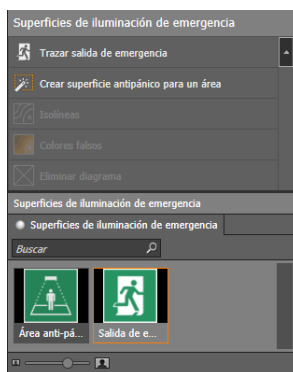 Superficies de iluminación de emergencia
Trazar salida de emergencia
Crear superficie antipánico para un área
Isolíneas
Colores falsos
Eliminar diagrama
Superficies de iluminación de emergencia
Superficies de iluminación de emergencia
Buscar
Área anti-pá...
Salida de e...